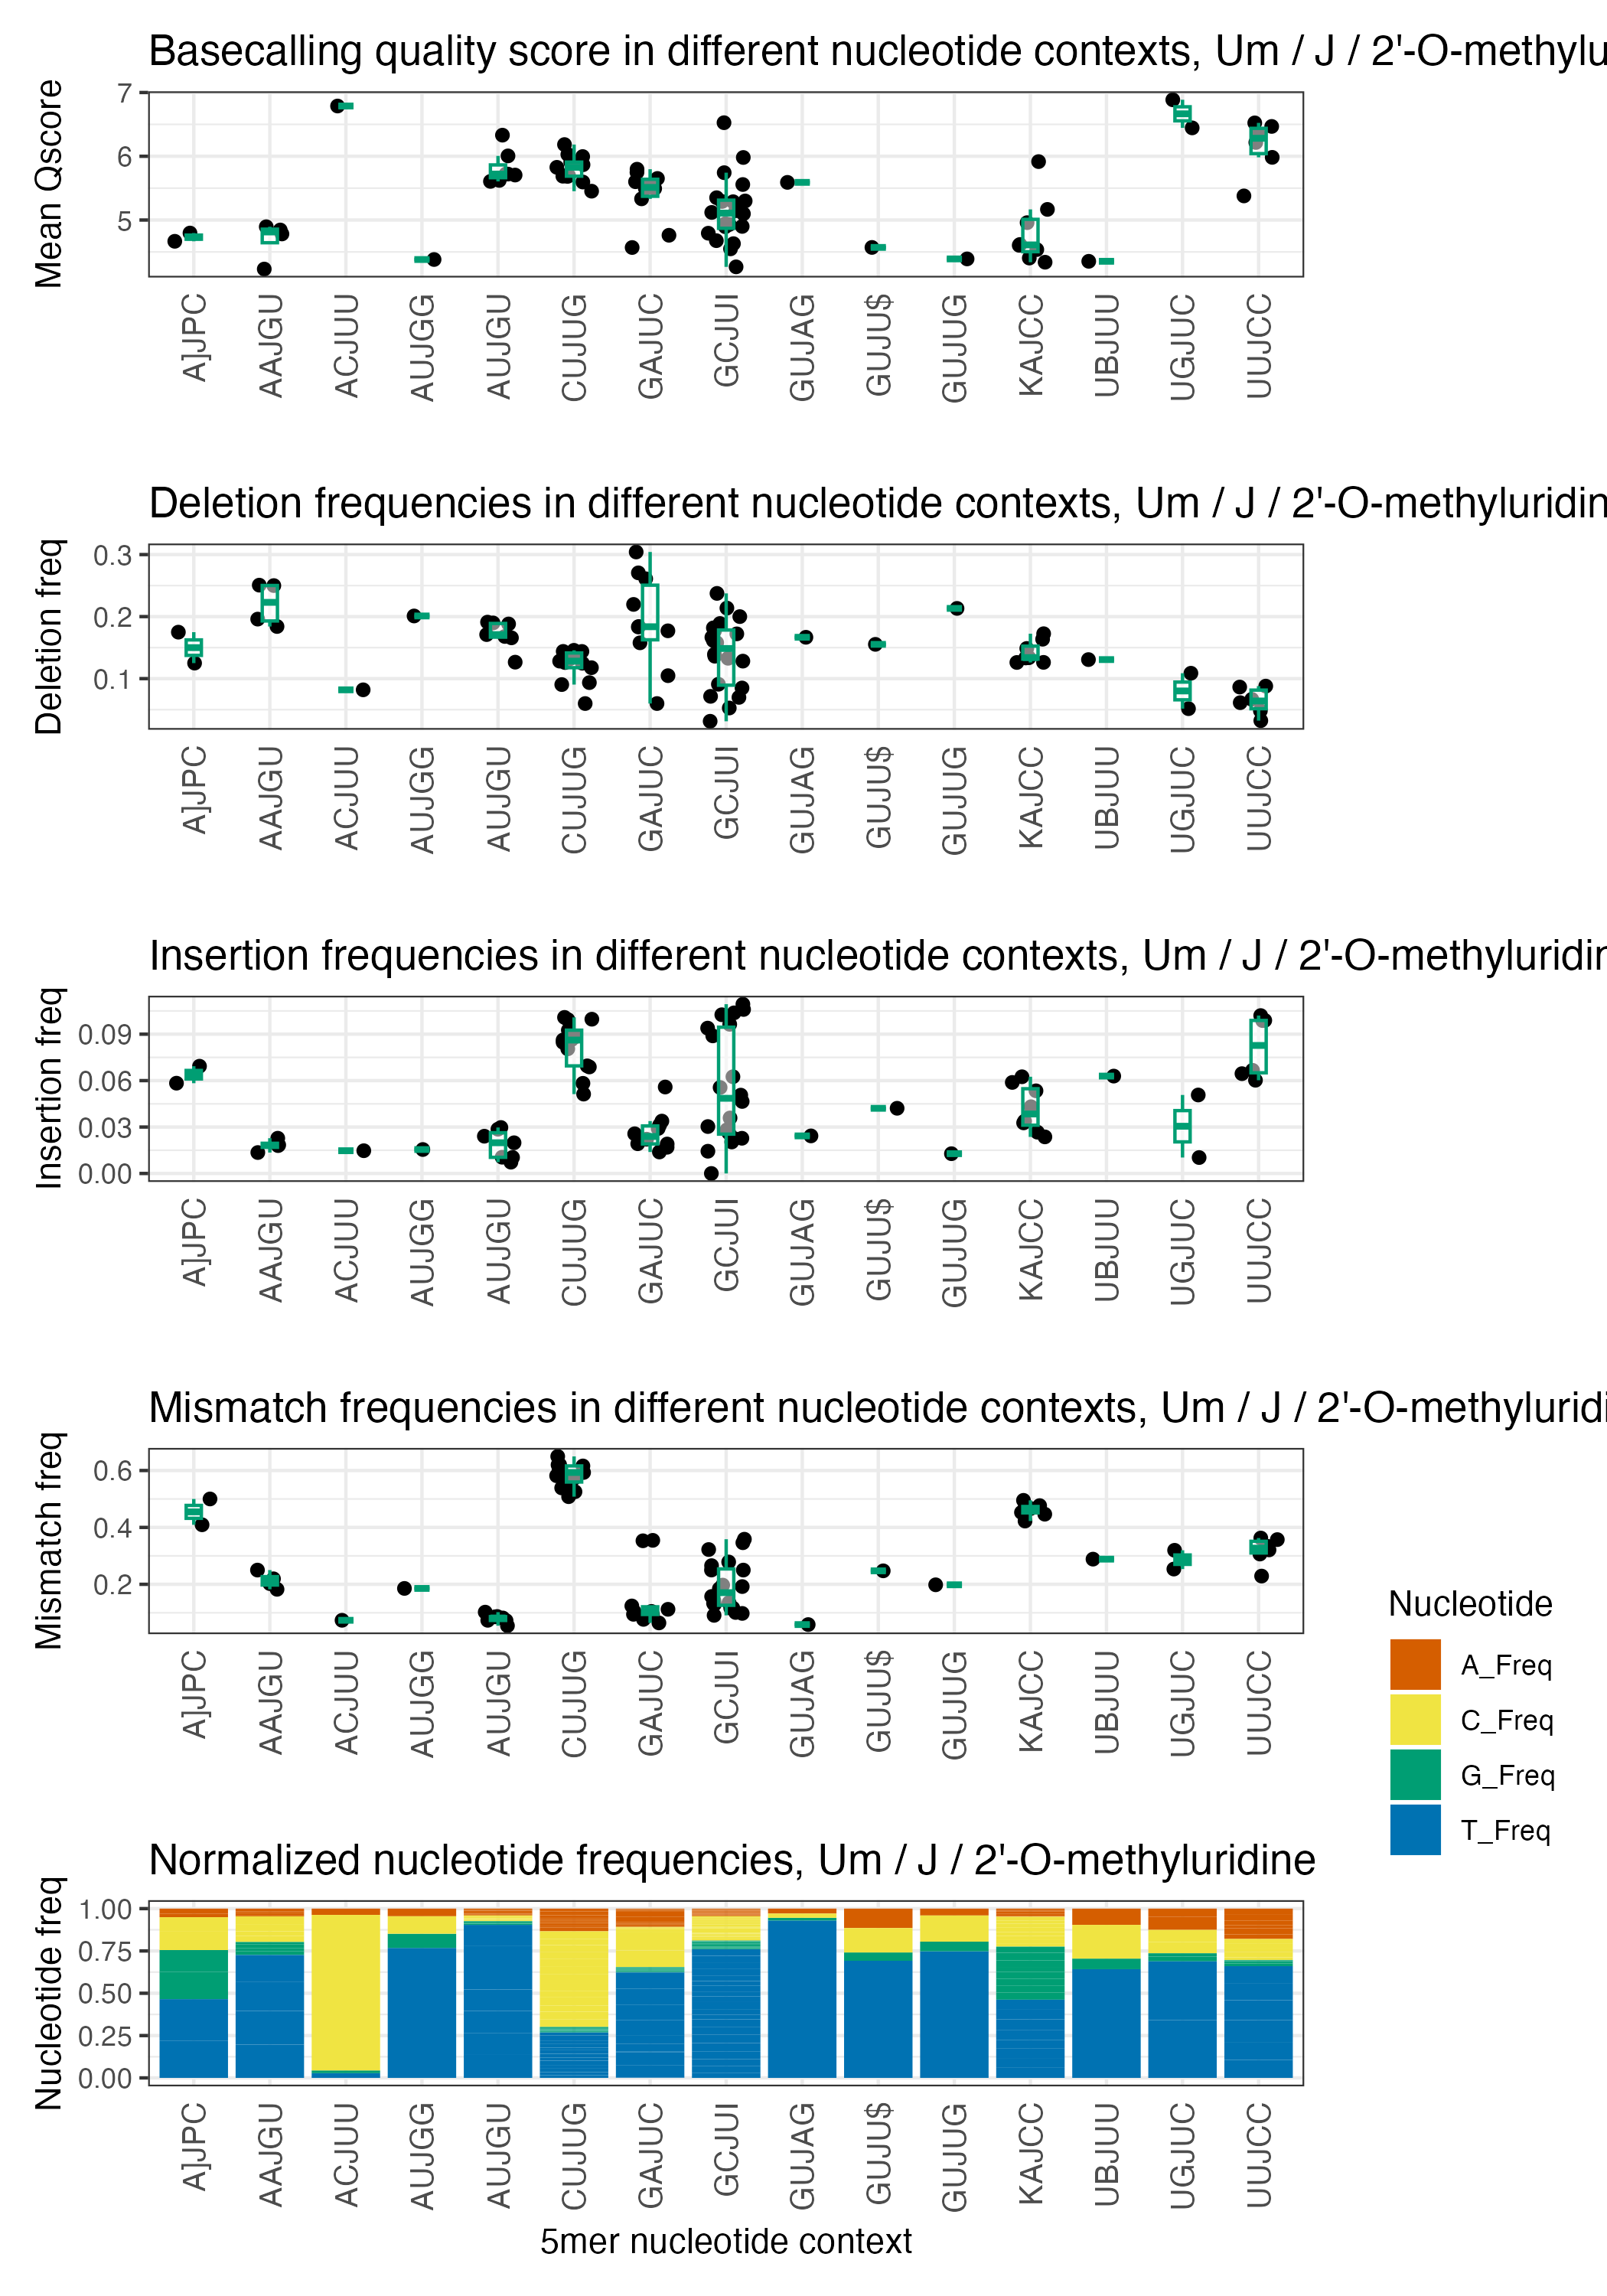 Basecalling quality score in different nucleotide contexts, Um / J / 2'-O-methylu
Mean Qscore
7
6
5
A]JPC AAJGU ACJUU AUJGG AUJGU CUJUG GAJUC GCJUI GUJAG GUJU$ GUJUG KAJCC UBJUU UGJUC UUJCC
Deletion frequencies in different nucleotide contexts, Um / J / 2'-O-methyluridin
Deletion freq
0.3
0.2
0.1
A]JPC AAJGU ACJUU AUJGG AUJGU CUJUG GAJUC GCJUI GUJAG GUJU$ GUJUG KAJCC UBJUU UGJUC UUJCC
Insertion frequencies in different nucleotide contexts, Um / J / 2'-O-methyluridin
Insertion freq
0.09
0.06
0.03
0.00
A]JPC AAJGU ACJUU AUJGG AUJGU CUJUG GAJUC GCJUI GUJAG GUJU$ GUJUG KAJCC UBJUU UGJUC UUJCC
Mismatch frequencies in different nucleotide contexts, Um / J / 2'-O-methyluridi
Mismatch freq
0.6
0.4
0.2
A]JPC AAJGU ACJUU AUJGG AUJGU CUJUG GAJUC GCJUI GUJAG GUJU$ GUJUG KAJCC UBJUU UGJUC UUJCC
Nucleotide
A_Freq
C_Freq
G_Freq
T_Freq
Normalized nucleotide frequencies, Um / J / 2'-O-methyluridine
Nucleotide freq
1.00
0.75
0.50
0.25
0.00
A]JPC AAJGU ACJUU AUJGG AUJGU CUJUG GAJUC GCJUI GUJAG GUJU$ GUJUG KAJCC UBJUU UGJUC UUJCC
5mer nucleotide context